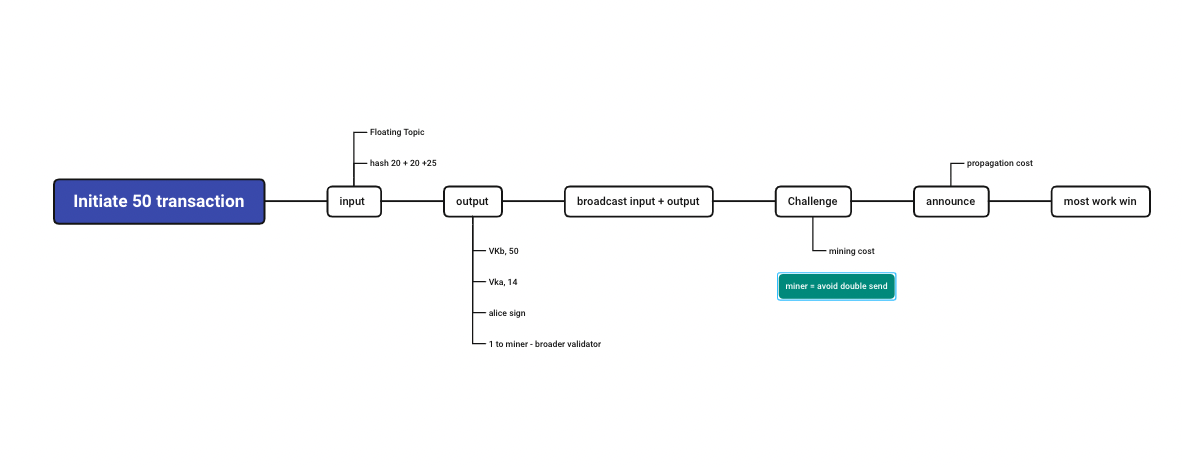 Initiate 50 transaction
input
Floating Topic
hash 20 + 20 +25
output
VKb, 50
Vka, 14
alice sign
1 to miner - broader validator
broadcast input + output
Challenge
mining cost
miner = avoid double send
announce
propagation cost
most work win